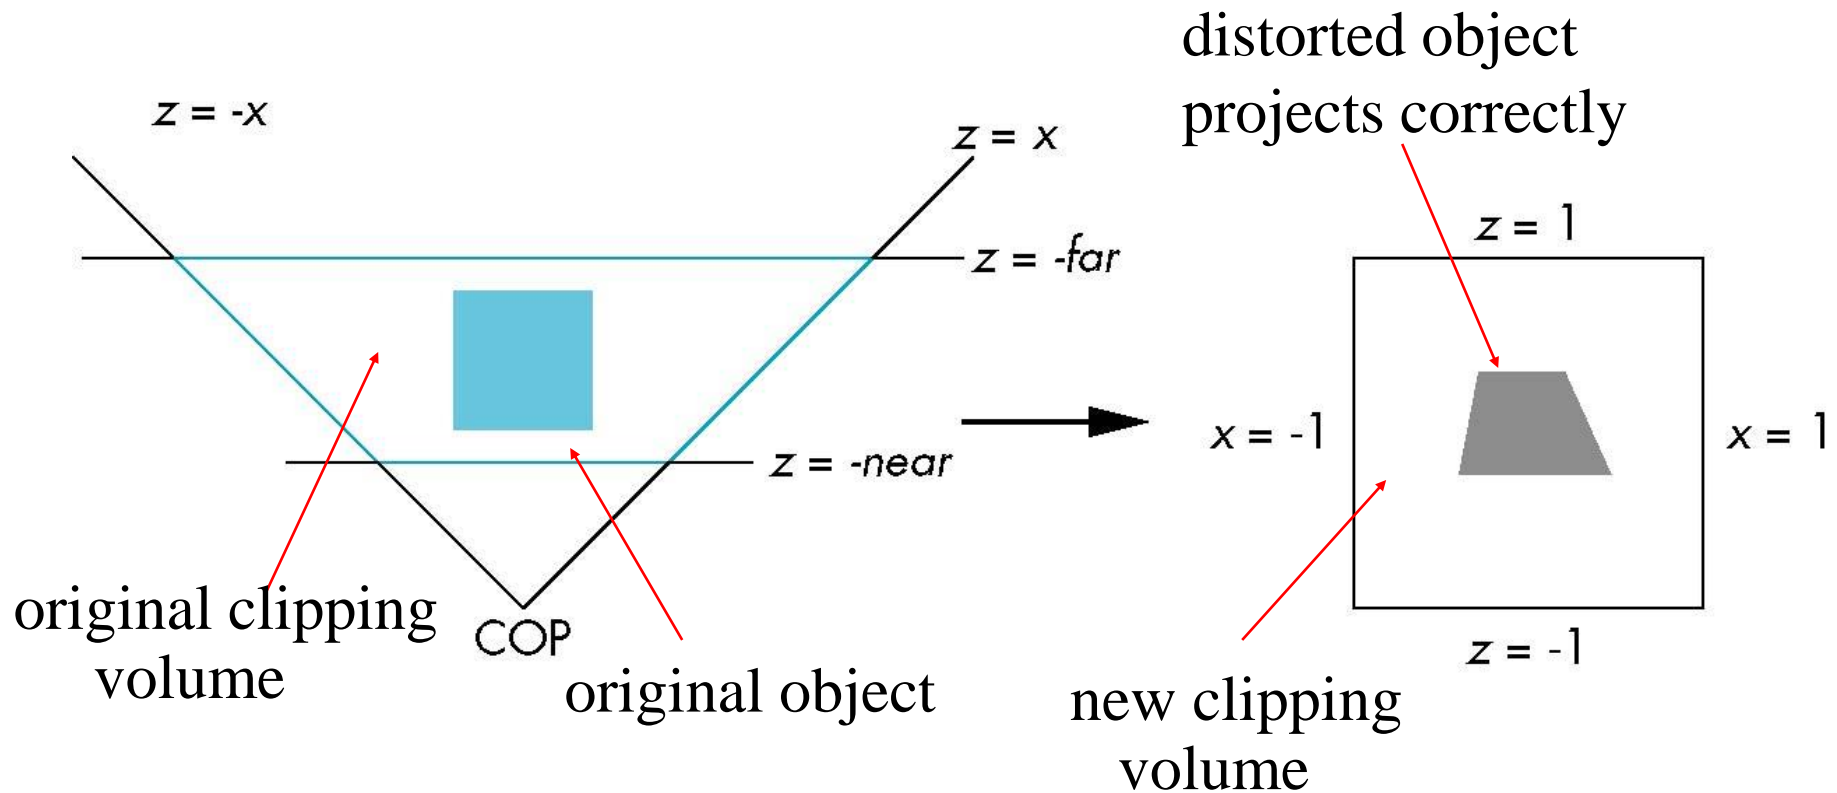 distorted object
projects correctly
z = -x
z = x
z = 1
z = -far
x = -1
x = 1
z = -near
original clipping
volume
COP
original object
z = -1
new clipping
volume